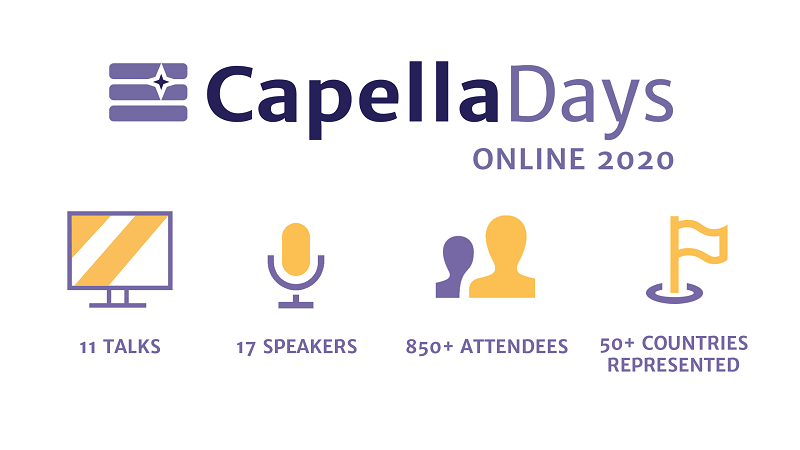 CapellaDays
ONLINE 2020
11 TALKS
17 SPEAKERS
850+ ATTENDEES
50+ COUNTRIES
REPRESENTED